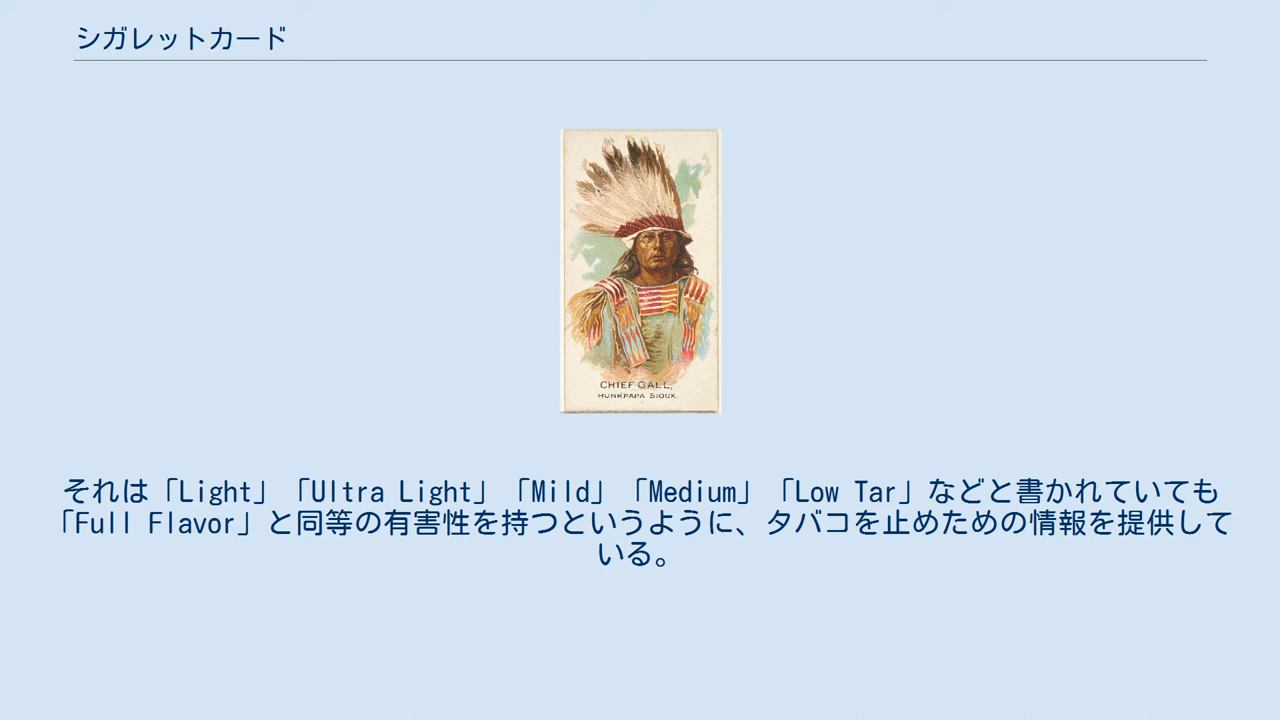 シガレットカード
CHIEF GALL,
HUNKPAPA SIOUX.
それは「Light」「Ultra Light」「Mild」「Medium」「Low Tar」などと書かれていても
「Full Flavor」と同等の有害性を持つというように、タバコを止めための情報を提供して
いる。